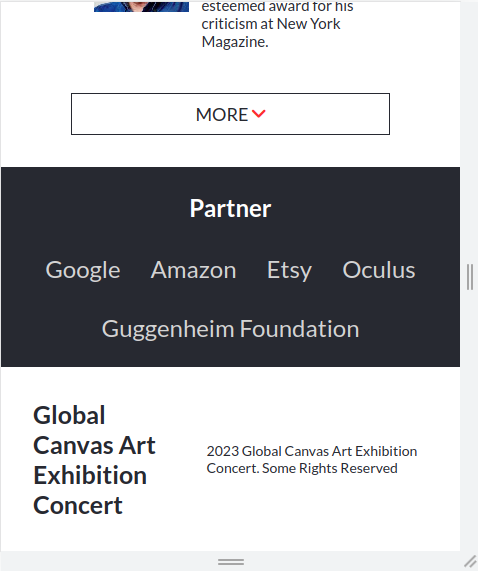 esteemed award for his
criticism at New York
Magazine.
MORE
Partner
Google Amazon Etsy Oculus
Guggenheim Foundation
Global
Canvas Art
Exhibition
Concert
2023 Global Canvas Art Exhibition
Concert. Some Rights Reserved